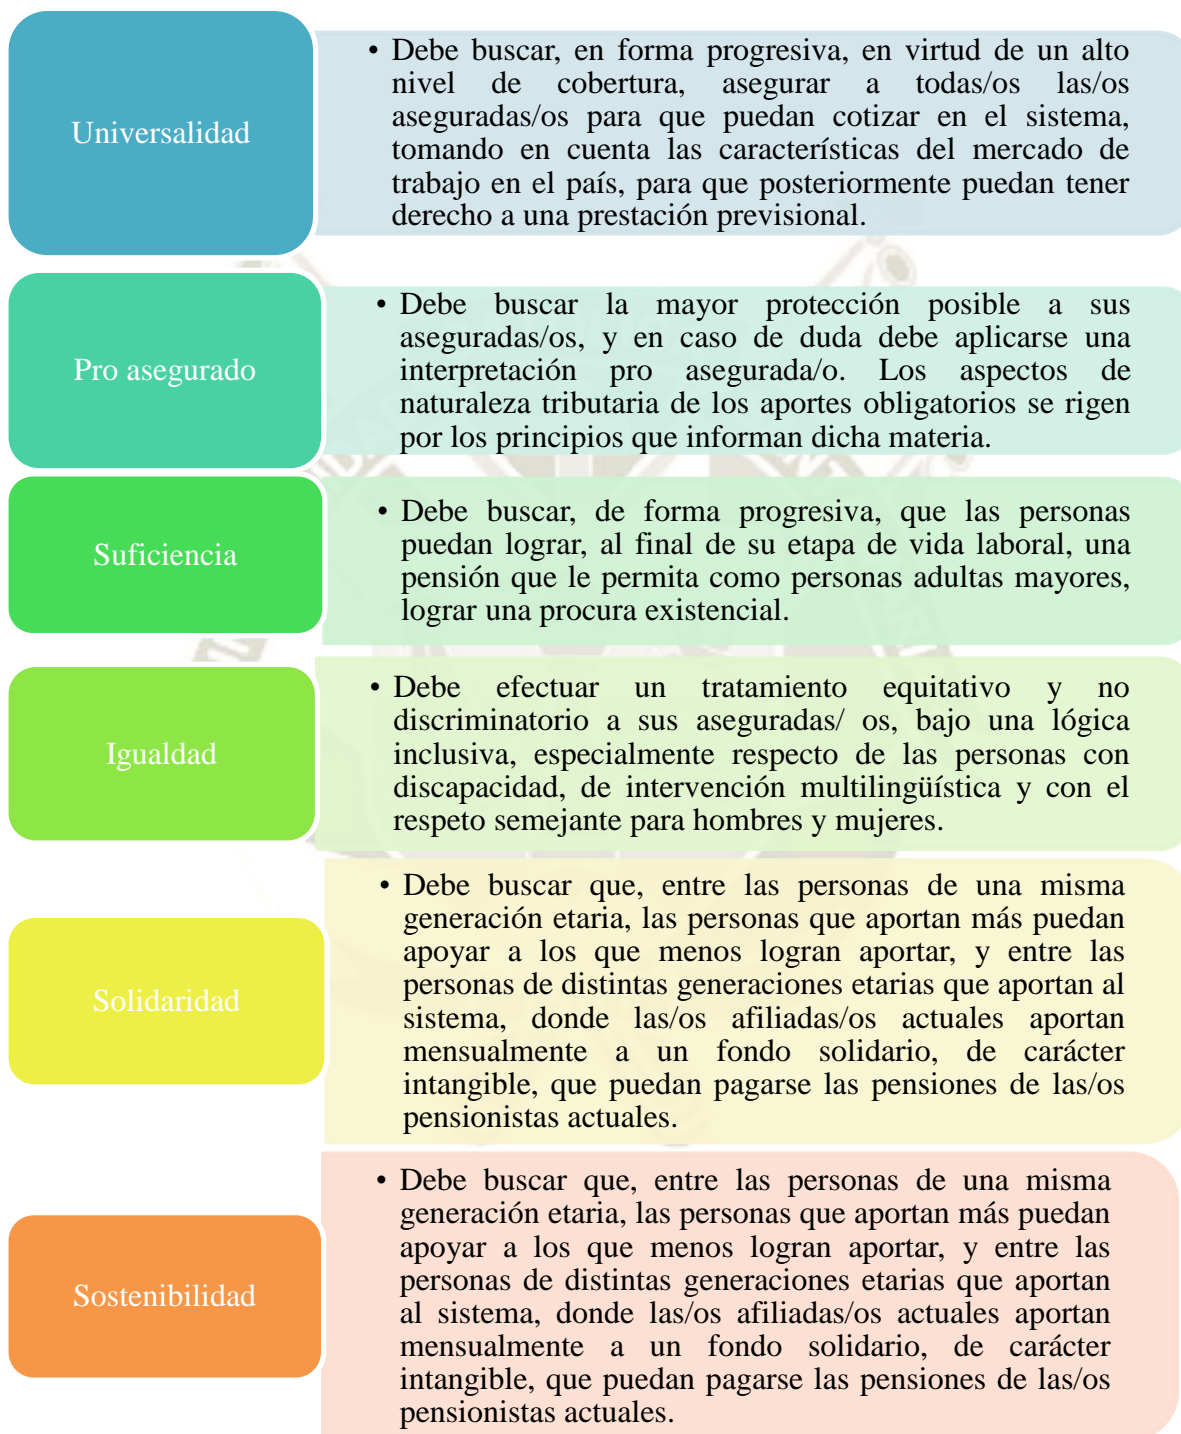 Universalidad
• Debe buscar, en forma progresiva, en virtud de un alto
nivel de cobertura, asegurar a todas/os las/os
aseguradas/os para que puedan cotizar en el sistema,
tomando en cuenta las características del mercado de
trabajo en el país, para que posteriormente puedan tener
derecho a una prestación previsional.
Pro asegurado
• Debe buscar la mayor protección posible a sus
aseguradas/os, y en caso de duda debe aplicarse una
interpretación pro asegurada/o. Los aspectos de
naturaleza tributaria de los aportes obligatorios se rigen
por los principios que informan dicha materia.
Suficiencia
• Debe buscar, de forma progresiva, que las personas
puedan lograr, al final de su etapa de vida laboral, una
pensión que le permita como personas adultas mayores,
lograr una procura existencial.
Igualdad
• Debe efectuar un tratamiento equitativo y no
discriminatorio a sus aseguradas/ os, bajo una lógica
inclusiva, especialmente respecto de las personas con
discapacidad, de intervención multilingüística y con el
respeto semejante para hombres y mujeres.
Solidaridad
• Debe buscar que, entre las personas de una misma
generación etaria, las personas que aportan más puedan
apoyar a los que menos logran aportar, y entre las
personas de distintas generaciones etarias que aportan al
sistema, donde las/os afiliadas/os actuales aportan
mensualmente a un fondo solidario, de carácter
intangible, que puedan pagarse las pensiones de las/os
pensionistas actuales.
Sostenibilidad
• Debe buscar que, entre las personas de una misma
generación etaria, las personas que aportan más puedan
apoyar a los que menos logran aportar, y entre las
personas de distintas generaciones etarias que aportan
al sistema, donde las/os afiliadas/os actuales aportan
mensualmente a un fondo solidario, de carácter
intangible, que puedan pagarse las pensiones de las/os
pensionistas actuales.